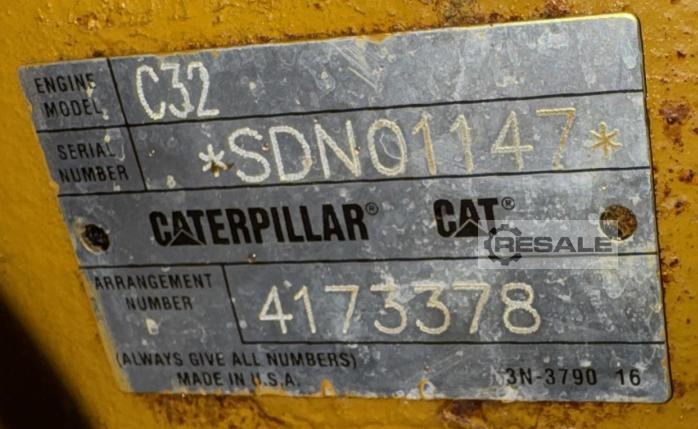 ENGINE
MODEL
C32
SERIAL
NUMBER
*SDN01147*
CATERPILLAR® CAT®
RESALE
ARRANGEMENT
NUMBER
4173378
(ALWAYS GIVE ALL NUMBERS)
MADE IN U.S.A.
3N-3790 16